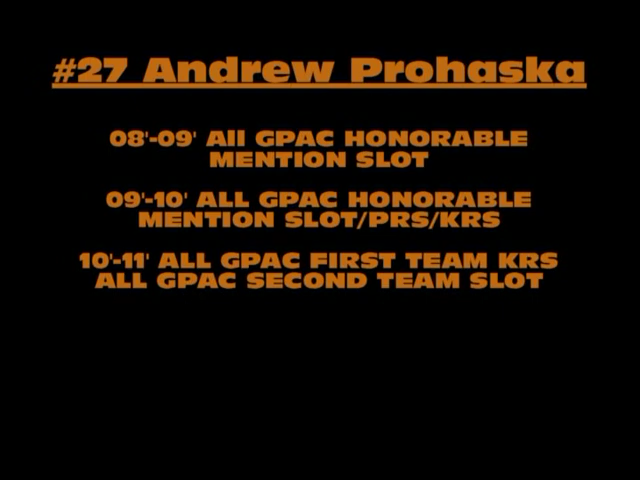 #27 Andrew Prohaska
08'-09' All GPAC HONORABLE
MENTION SLOT
09'-10' ALL GPAC HONORABLE
MENTION SLOT/PRS/KRS
10'-11' ALL GPAC FIRST TEAM KRS
ALL GPAC SECOND TEAM SLOT